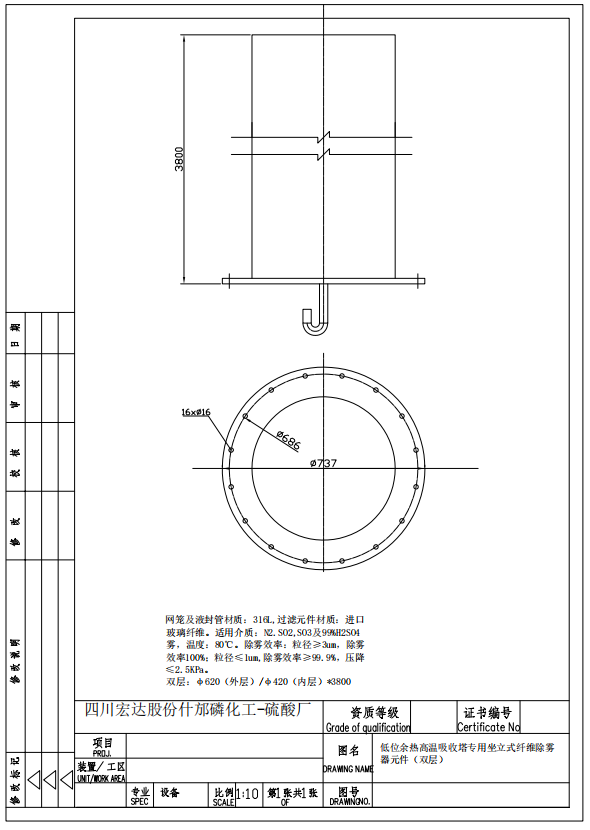 3800
16xø16
ø686
ø737
网笼及液封管材质：316L,过滤元件材质：进口
玻璃纤维。适用介质：N2.SO2,SO3及99%H2SO4
雾，温度：80℃。除雾效率：粒径≥3um，除雾
效率100%；粒径≤1um,除雾效率≥99.9%，压降
≤2.5KPa。
双层：φ620（外层）/φ420（内层）*3800
日 期
审 核
校 核
修 改
修改说明
修改标记
四川宏达股份什邡磷化工-硫酸厂
资质等级
Grade of qualification
证书编号
Certificate No
项目
PROJ.
装置/ 工区
UNIT/WORK AREA
图名
DRAWING NAME
低位余热高温吸收塔专用坐立式纤维除雾
器元件（双层）
专业
SPEC
设备
比例
SCALE
1:10
第1 张共1 张
OF
图号
DRAWINGNO.